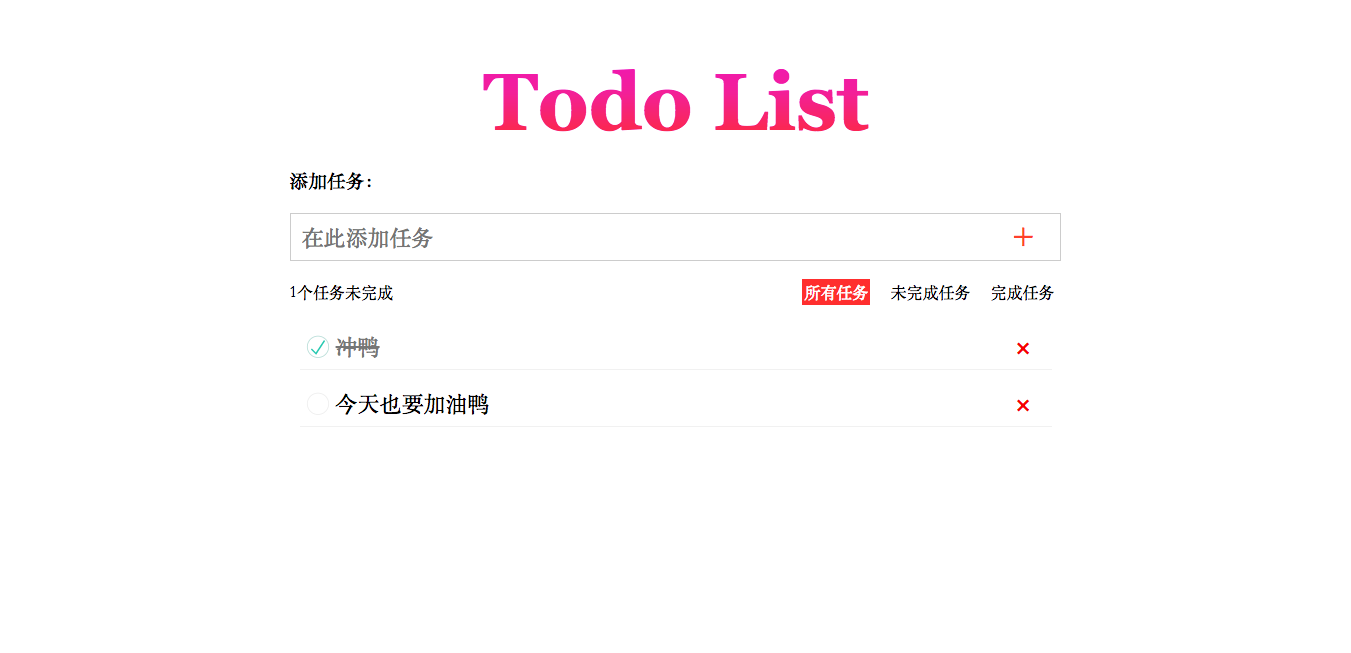 Todo List
添加任务：
在此添加任务
1个任务未完成 所有任务 未完成任务 完成任务
冲鸭
今天也要加油鸭